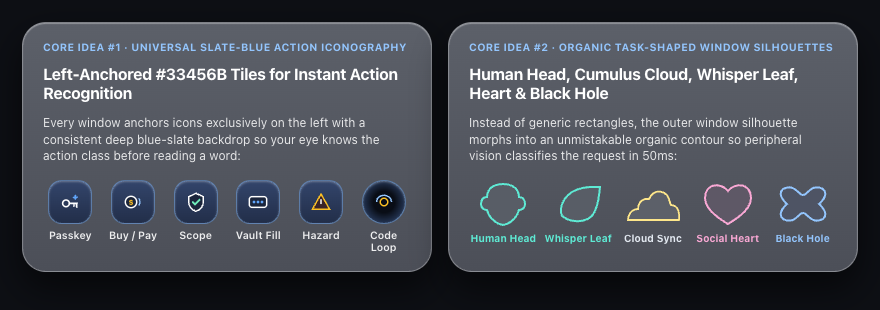 CORE IDEA #1 · UNIVERSAL SLATE-BLUE ACTION ICONOGRAPHY
Left-Anchored #33456B Tiles for Instant Action
Recognition
Every window anchors icons exclusively on the left with a
consistent deep blue-slate backdrop so your eye knows the
action class before reading a word:
$
Passkey
Buy / Pay
Scope
Vault Fill
Hazard
Code
Loop
CORE IDEA #2 · ORGANIC TASK-SHAPED WINDOW SILHOUETTES
Human Head, Cumulus Cloud, Whisper Leaf,
Heart & Black Hole
Instead of generic rectangles, the outer window silhouette
morphs into an unmistakable organic contour so peripheral
vision classifies the request in 50ms:
Human Head
Whisper Leaf
Cloud Sync
Social Heart
Black Hole